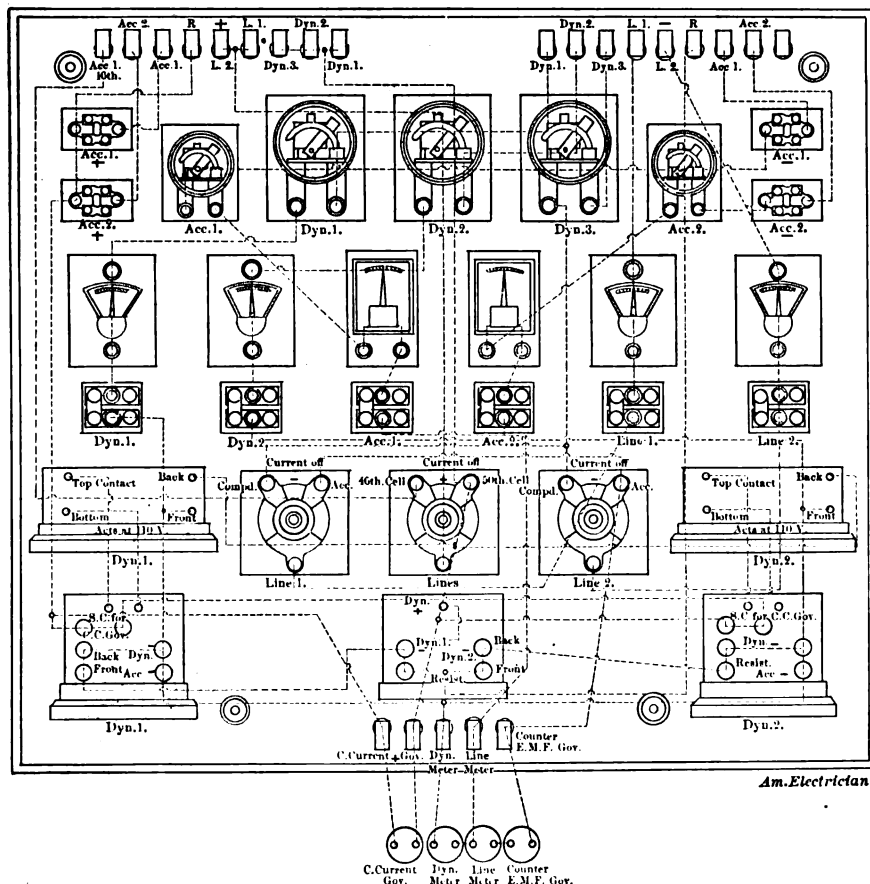 Acc 2. R + L. 1. Dyn.2.
Acc 1. 10th. Acc.1. L. 2. Dyn.3. Dyn.1.
Dyn.2. L.1. – R Acc 2.
Dyn.1. Dyn.3. L. 2 Acc 1.
Acc.1. +
Acc.2. +
Acc.1. Dyn.1. Dyn.2 Dyn.3. Acc.2.
Acc.1. –
Acc.2. –
Dyn.1. Dyn.2 Acc.1. Acc.2. Line 1. Line 2.
Current off Current off Current off
Top Contact Back
Bottom Front
Acts at 110 V.
Dyn.1.
Compd. – Acc.
Line 1.
46th.Cell + 50th.Cell
Lines
Compd. – Acc.
Line 2.
Top Contact Back
Bottom Front
Acts at 110 V.
Dyn.2.
S.C. for C.C.Gov.
Back Dyn. –
Front Acc –
Dyn.1.
Dyn. +
Dyn.1. Back
Dyn.2. Front
Resist.
S.C for C.C.Gov.
Dyn. –
Resist. Acc –
Dyn.2.
C.Current + Gov. Dyn. Meter Line Meter Counter E.M.F. Gov.
Am.Electrician
C.Current Gov. Dyn. Meter Line Meter Counter E.M.F. Gov.